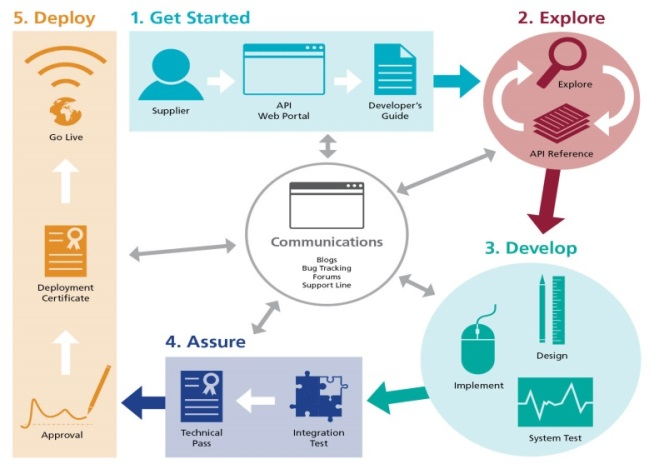 5. Deploy
1. Get Started
2. Explore
Supplier
API
Web Portal
Developer's
Guide
Explore
API Reference
Go Live
Communications
Blogs
Bug Tracking
Forums
Support Line
3. Develop
Deployment
Certificate
4. Assure
Design
Implement
System Test
Approval
Technical
Pass
Integration
Test